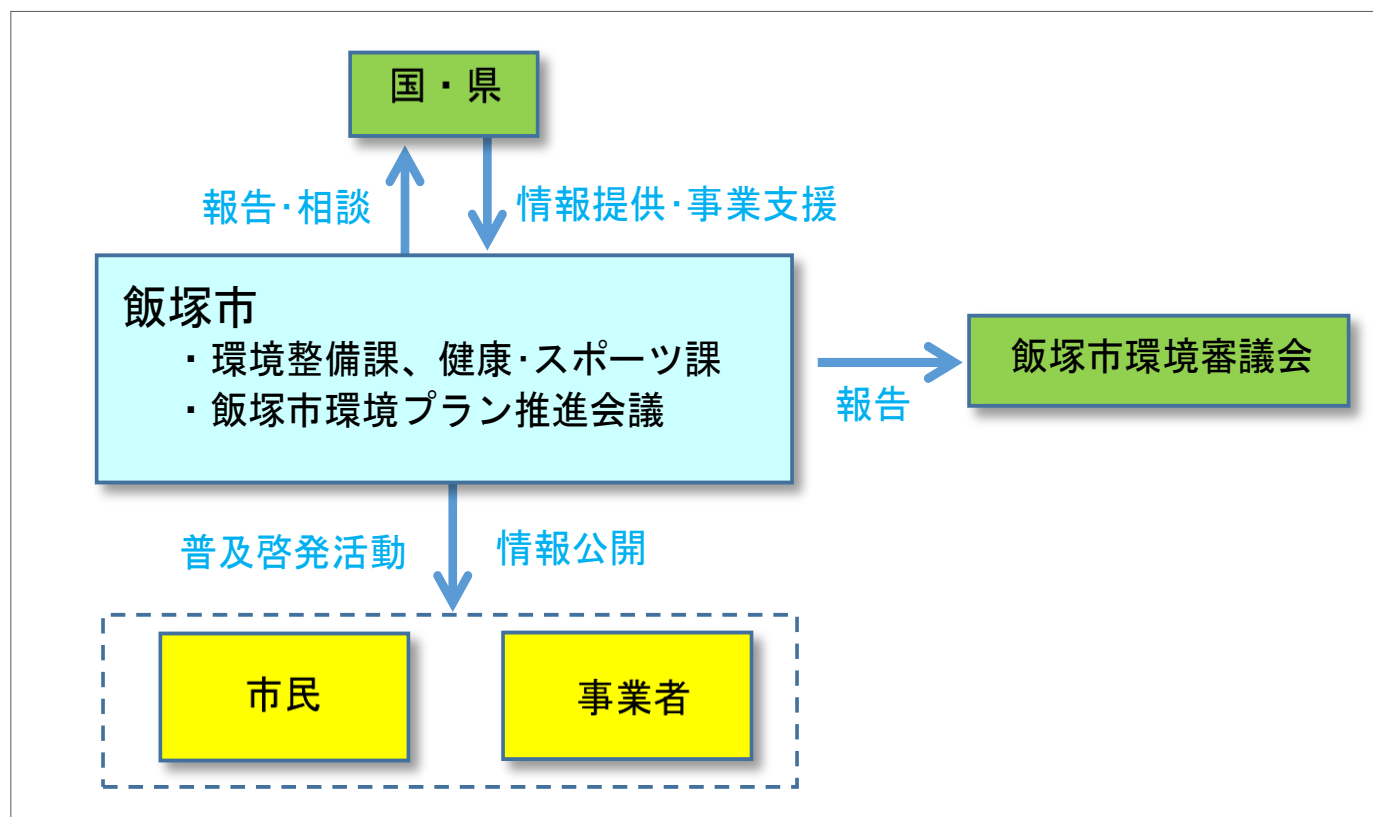 国・県
報告・相談
情報提供・事業支援
飯塚市
・環境整備課、健康・スポーツ課
・飯塚市環境プラン推進会議
飯塚市環境審議会
報告
普及啓発活動
情報公開
市民
事業者